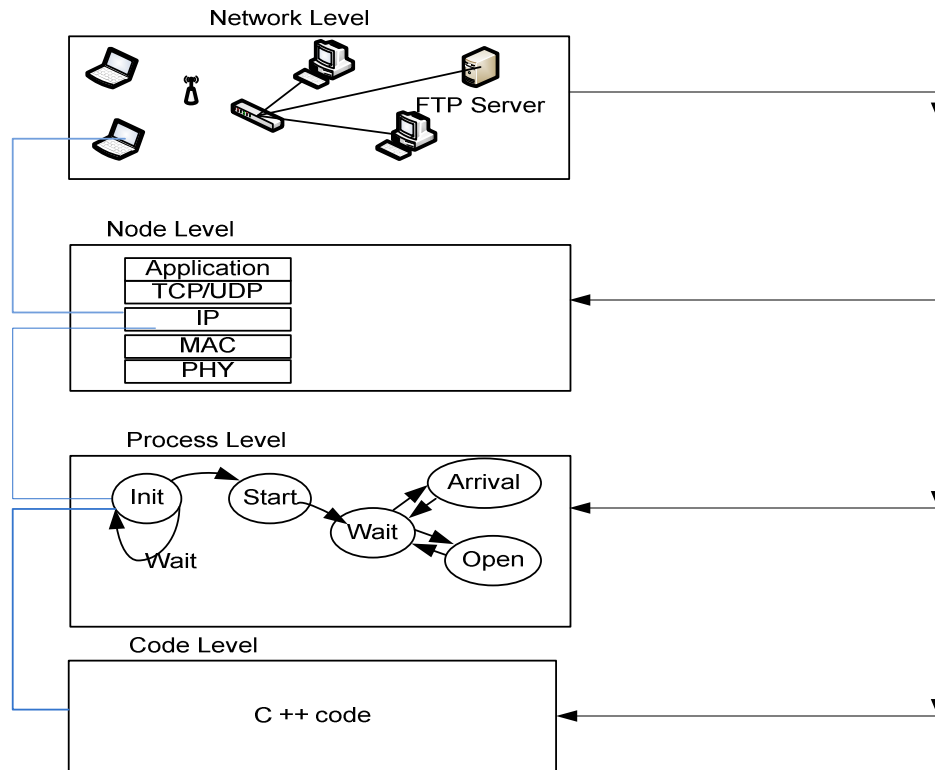 Network Level
FTP Server
Node Level
Application
TCP/UDP
IP
MAC
PHY
Process Level
Init
Start
Arrival
Wait
Open
Wait
Code Level
C ++ code